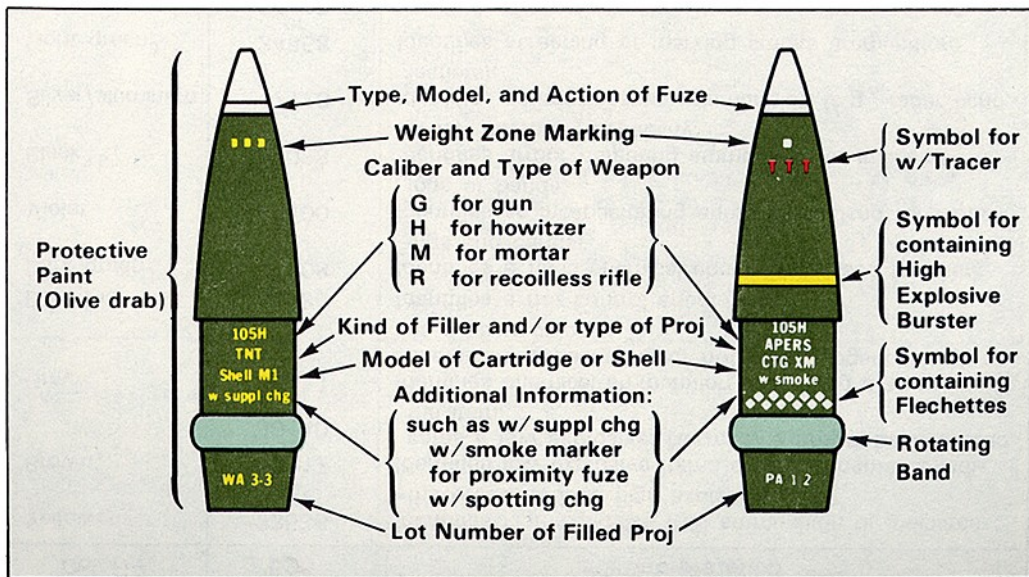 Type, Model, and Action of Fuze
Weight Zone Marking
Caliber and Type of Weapon
G for gun
H for howitzer
M for mortar
R for recoilless rifle
Kind of Filler and/or type of Proj
Model of Cartridge or Shell
Additional Information:
such as w/suppl chg
w/smoke marker
for proximity fuze
w/spotting chg
Lot Number of Filled Proj
Protective
Paint
(Olive drab)
105H
TNT
Shell M1
w suppl chg
WA 3-3
T T T
105H
APERS
CTG XM
w smoke
PA 1 2
Symbol for
w/Tracer
Symbol for
containing
High
Explosive
Burster
Symbol for
containing
Flechettes
Rotating
Band